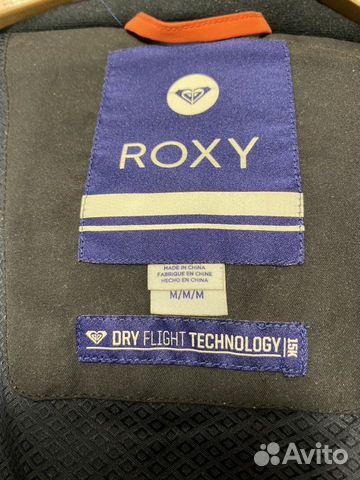 ROXY
MADE IN CHINA
FABRIQUE EN CHINE
HECHO EN CHINA
M/M/M
DRY FLIGHT TECHNOLOGY 15K
Avito